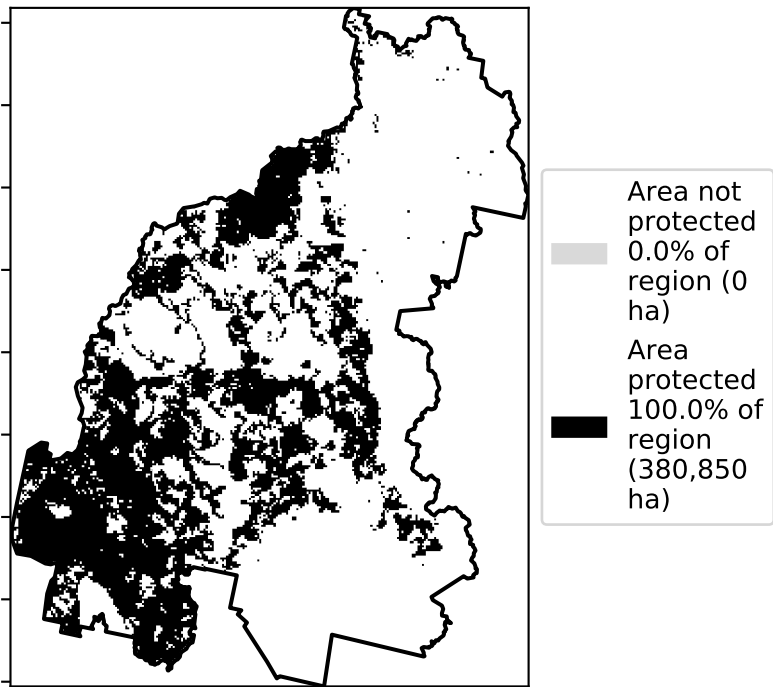 Area not
protected
0.0% of
region (0
ha)
Area
protected
100.0% of
region
(380,850
ha)